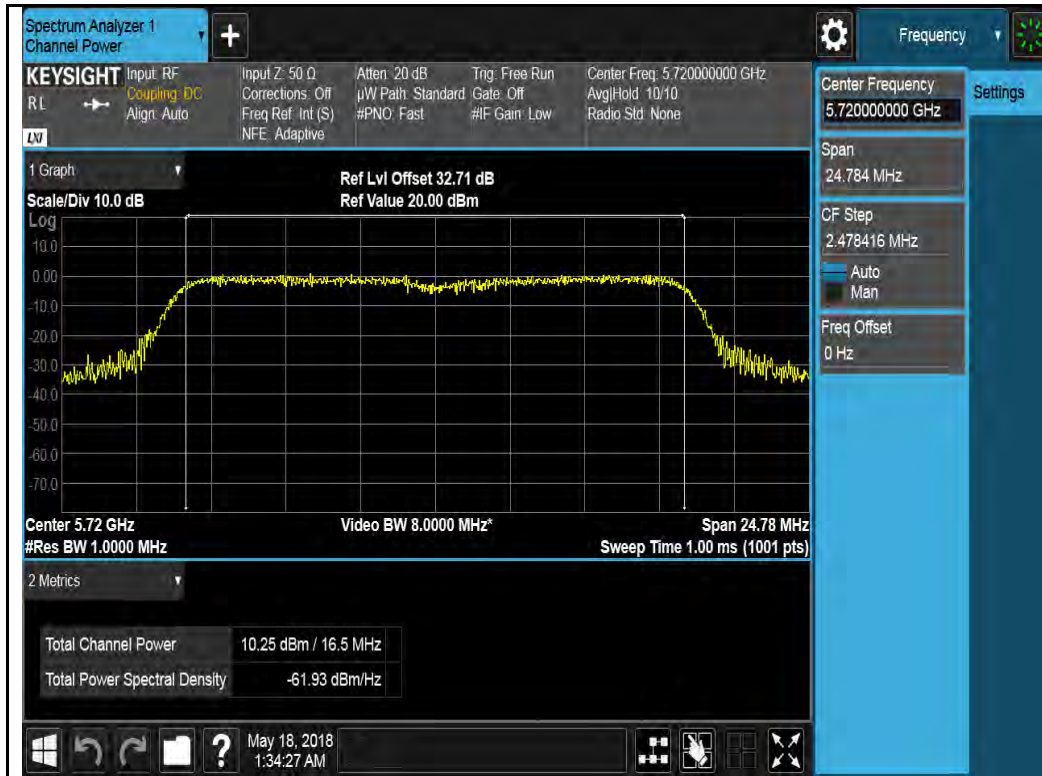 Spectrum Analyzer 1
Channel Power
+
Frequency
KEYSIGHT
RL
LXI
Input: RF
Coupling: DC
Align: Auto
Input Z: 50 Ω
Corrections: Off
Freq Ref: Int (S)
NFE: Adaptive
Atten: 20 dB
µW Path: Standard
#PNO: Fast
Trig: Free Run
Gate: Off
#IF Gain: Low
Center Freq: 5.720000000 GHz
Avg|Hold: 10/10
Radio Std: None
Center Frequency
5.720000000 GHz
Settings
Span
24.784 MHz
CF Step
2.478416 MHz
Auto
Man
Freq Offset
0 Hz
1 Graph
Scale/Div 10.0 dB
Ref Lvl Offset 32.71 dB
Ref Value 20.00 dBm
Log
10.0
0.00
-10.0
-20.0
-30.0
-40.0
-50.0
-60.0
-70.0
Center 5.72 GHz
#Res BW 1.0000 MHz
Video BW 8.0000 MHz*
Span 24.78 MHz
Sweep Time 1.00 ms (1001 pts)
2 Metrics
Total Channel Power 10.25 dBm / 16.5 MHz
Total Power Spectral Density -61.93 dBm/Hz
?
May 18, 2018
1:34:27 AM